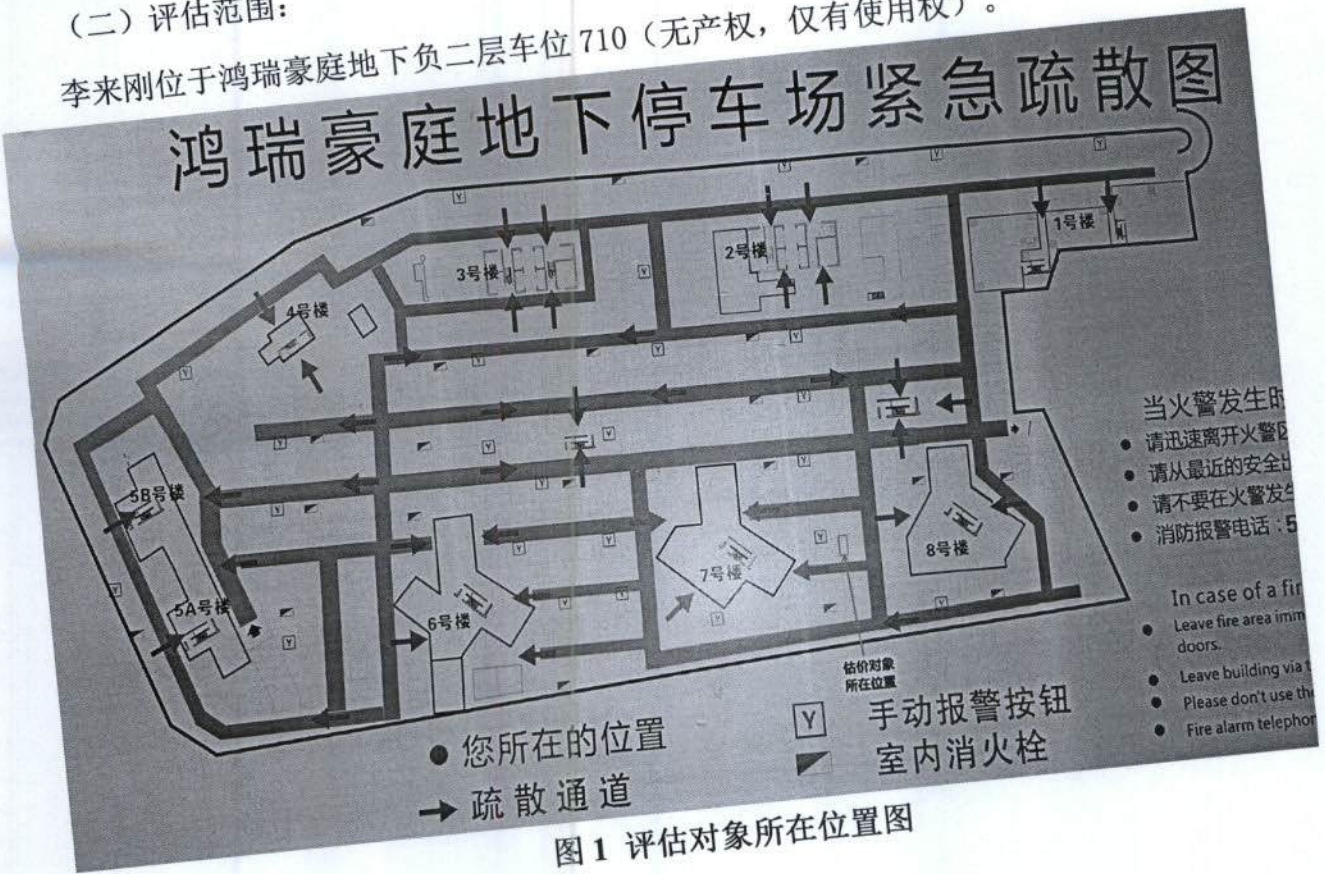 （二）评估范围：
李来刚位于鸿瑞豪庭地下负二层车位 710（无产权，仅有使用权）。
鸿瑞豪庭地下停车场紧急疏散图
1号楼
2号楼
3号楼
4号楼
5B号楼
5A号楼
6号楼
7号楼
8号楼
估价对象
所在位置
当火警发生时
● 请迅速离开火警区
● 请从最近的安全出
● 请不要在火警发生
● 消防报警电话：5
In case of a fir
● Leave fire area imm
doors.
● Leave building via t
● Please don't use the
● Fire alarm telephon
● 您所在的位置
→ 疏散通道
Y 手动报警按钮
室内消火栓
图 1 评估对象所在位置图